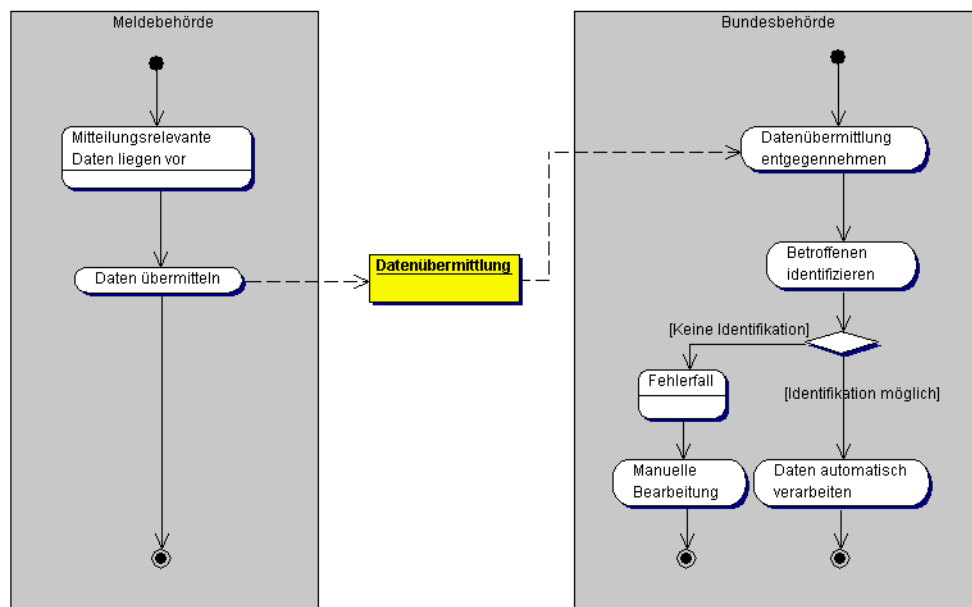 Meldebehörde
Mitteilungsrelevante
Daten liegen vor
Daten übermitteln
Datenübermittlung
Bundesbehörde
Datenübermittlung
entgegennehmen
Betroffenen
identifizieren
[Keine Identifikation]
Fehlerfall
[Identifikation möglich]
Manuelle
Bearbeitung
Daten automatisch
verarbeiten